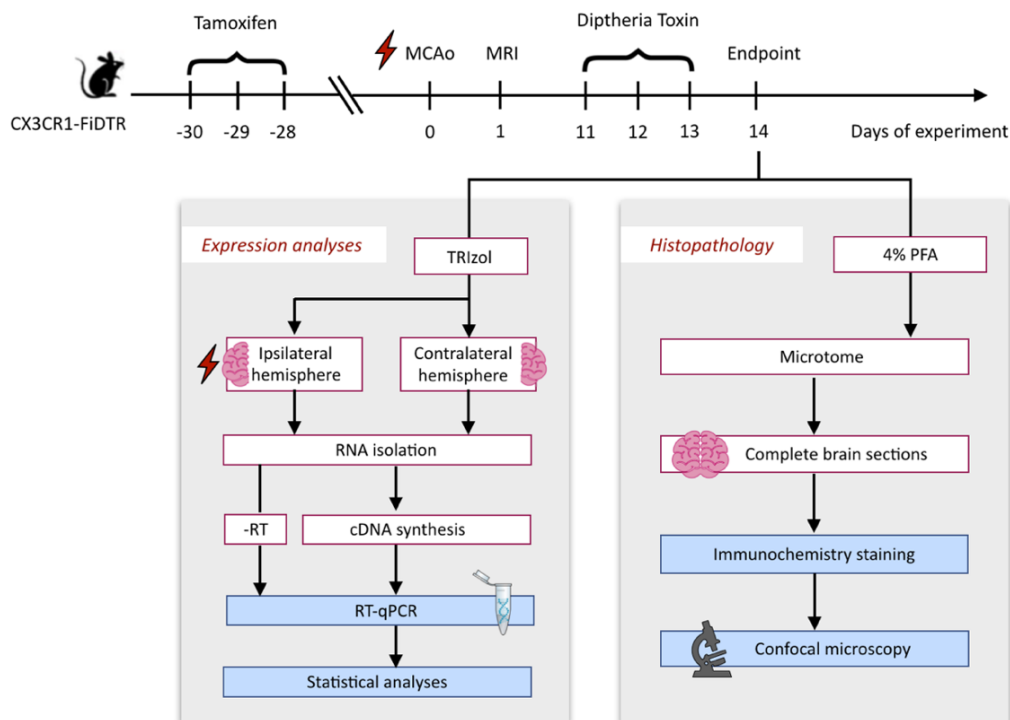 Tamoxifen
Diptheria Toxin
MCAo
MRI
Endpoint
CX3CR1-FiDTR
-30
-29
-28
0
1
11
12
13
14
Days of experiment
Expression analyses
TRIzol
Ipsilateral
hemisphere
Contralateral
hemisphere
RNA isolation
-RT
cDNA synthesis
RT-qPCR
Statistical analyses
Histopathology
4% PFA
Microtome
Complete brain sections
Immunochemistry staining
Confocal microscopy